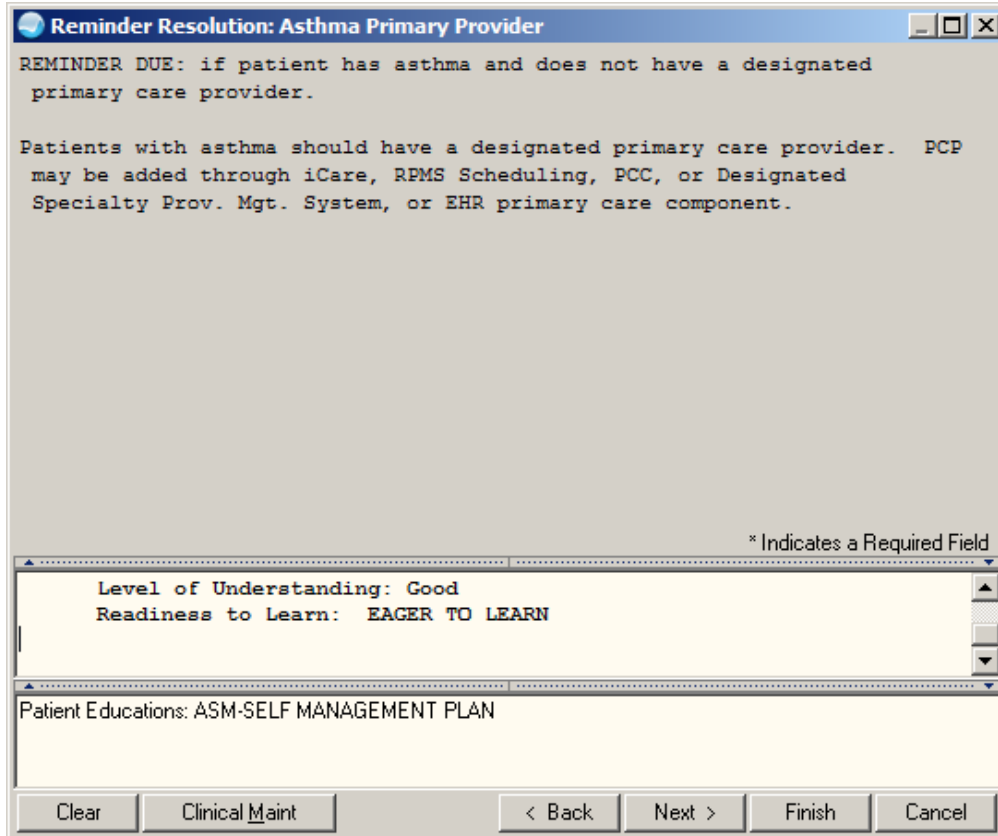 Reminder Resolution: Asthma Primary Provider
REMINDER DUE: if patient has asthma and does not have a designated
primary care provider.
Patients with asthma should have a designated primary care provider. PCP
may be added through iCare, RPMS Scheduling, PCC, or Designated
Specialty Prov. Mgt. System, or EHR primary care component.
* Indicates a Required Field
Level of Understanding: Good
Readiness to Learn: EAGER TO LEARN
Patient Educations: ASM-SELF MANAGEMENT PLAN
Clear Clinical Maint < Back Next > Finish Cancel